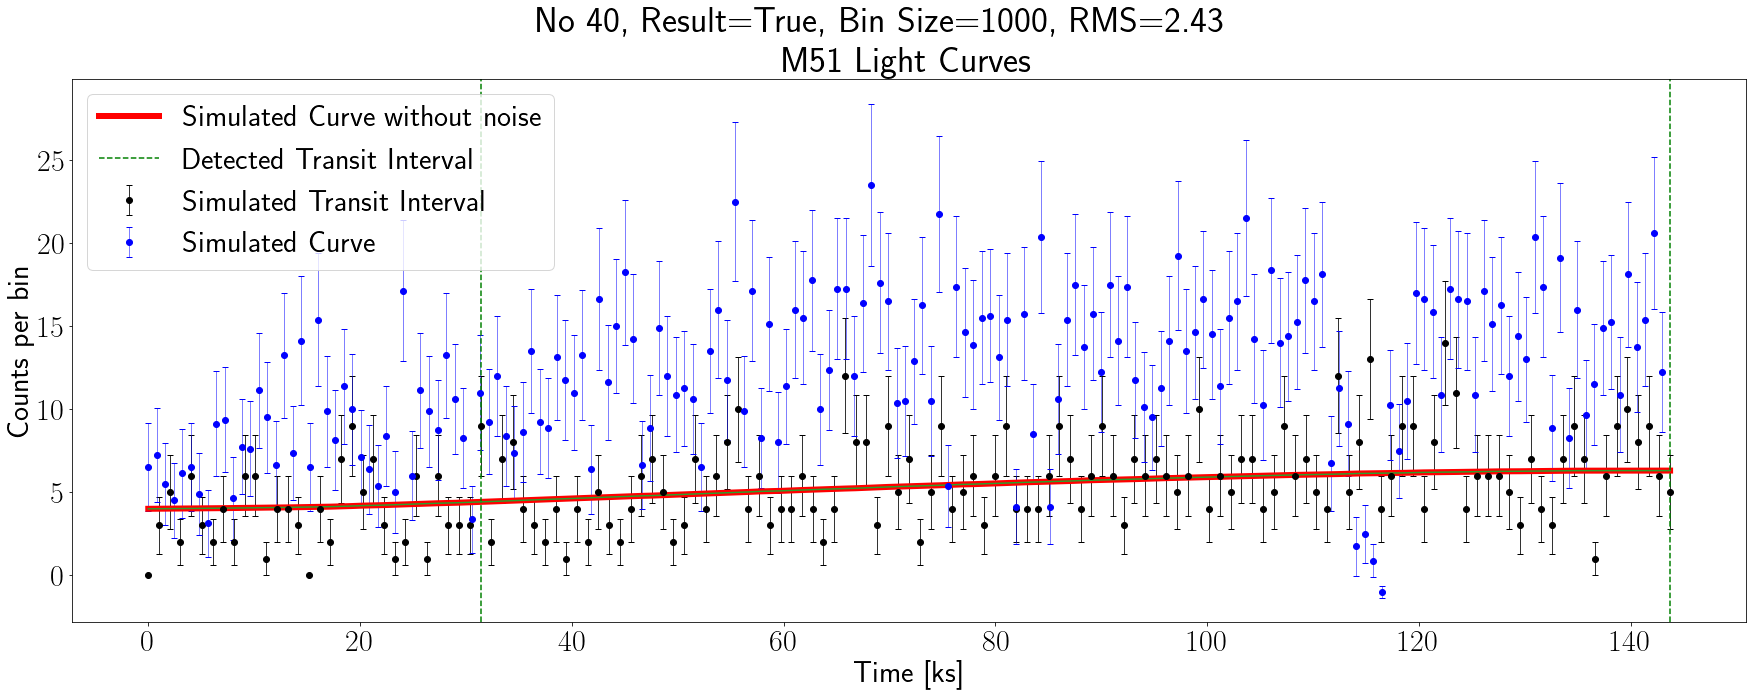 No 40, Result=True, Bin Size=1000, RMS=2.43
M51 Light Curves
Simulated Curve without noise
Detected Transit Interval
Simulated Transit Interval
Simulated Curve
Counts per bin
25
20
15
10
5
0
0 20 40 60 80 100 120 140
Time [ks]